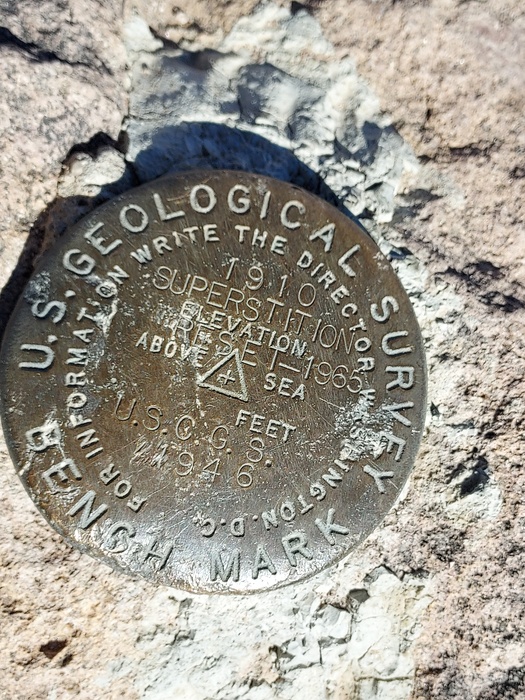 U.S. GEOLOGICAL SURVEY
FOR INFORMATION WRITE THE DIRECTOR, WASHINGTON, D.C.
1910
SUPERSTITION
ELEVATION
RESET-1965
ABOVE SEA
FEET
U.S.C.G.S.
1946
BENCH MARK